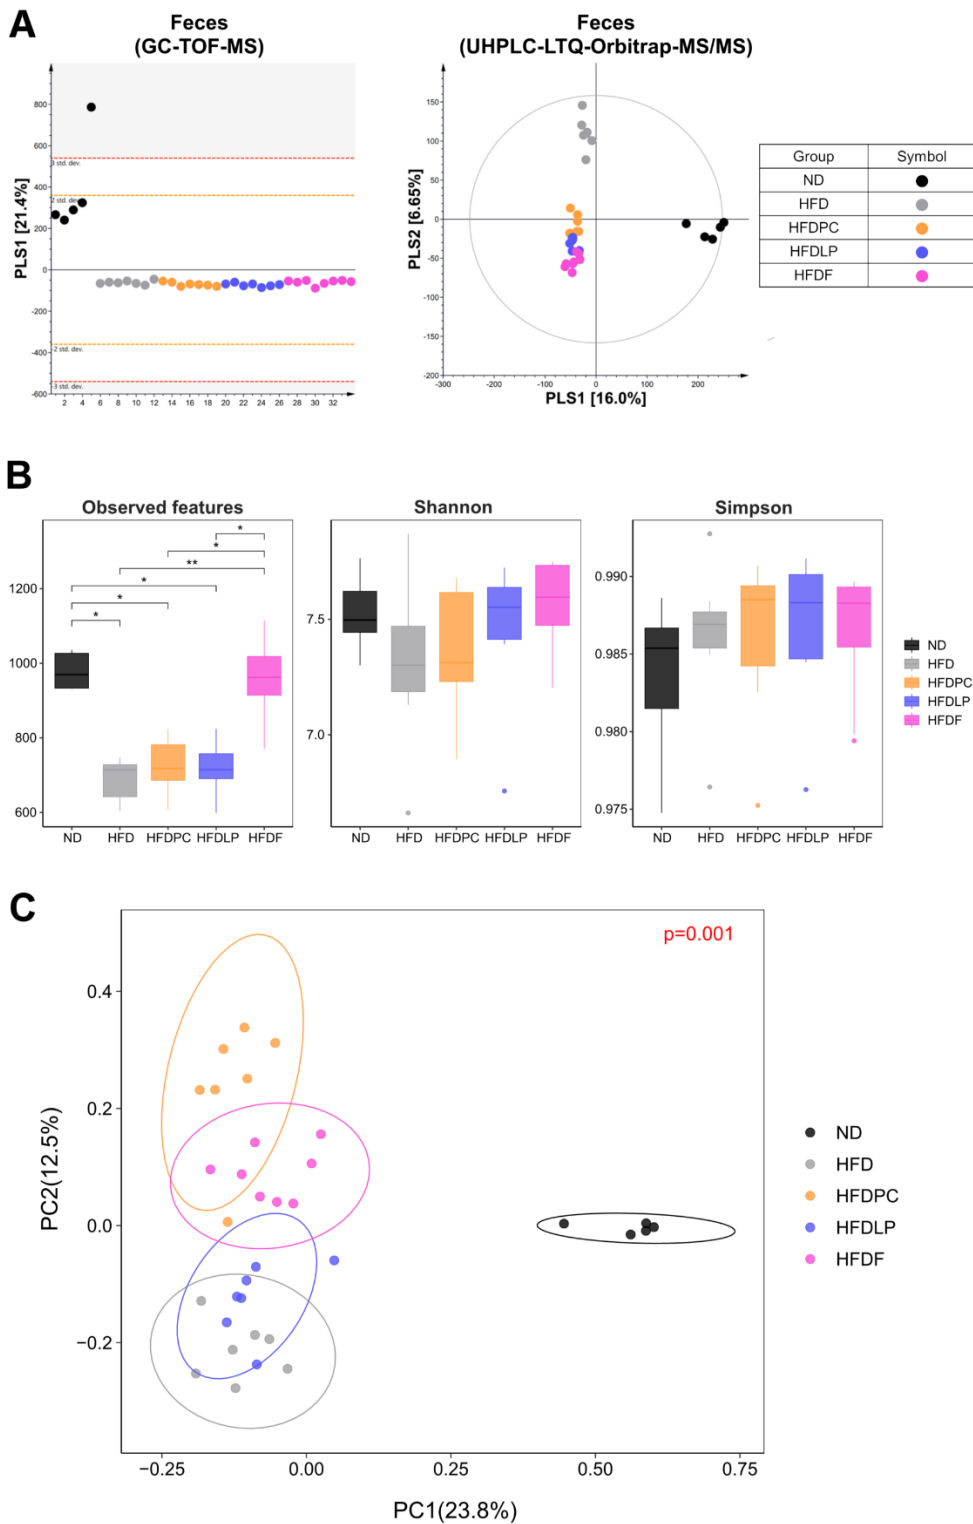 A
Feces
(GC-TOF-MS)
Feces
(UHPLC-LTQ-Orbitrap-MS/MS)
PLS1 [21.4%]
800
600
400
200
0
-200
-400
-600
3 std. dev.
2 std. dev.
-2 std. dev.
-3 std. dev.
2 4 6 8 10 12 14 16 18 20 22 24 26 28 30 32
PLS2 [6.65%]
150
100
50
0
-50
-100
-150
-200
-300 -200 -100 0 100 200
PLS1 [16.0%]
Group Symbol
ND
HFD
HFDPC
HFDLP
HFDF
B
Observed features
1200
1000
800
600
*
*
**
*
*
*
ND HFD HFDPC HFDLP HFDF
Shannon
7.5
7.0
ND HFD HFDPC HFDLP HFDF
Simpson
0.990
0.985
0.980
0.975
ND HFD HFDPC HFDLP HFDF
ND
HFD
HFDPC
HFDLP
HFDF
C
p=0.001
PC2(12.5%)
0.4
0.2
0.0
−0.2
−0.25 0.00 0.25 0.50 0.75
PC1(23.8%)
ND
HFD
HFDPC
HFDLP
HFDF